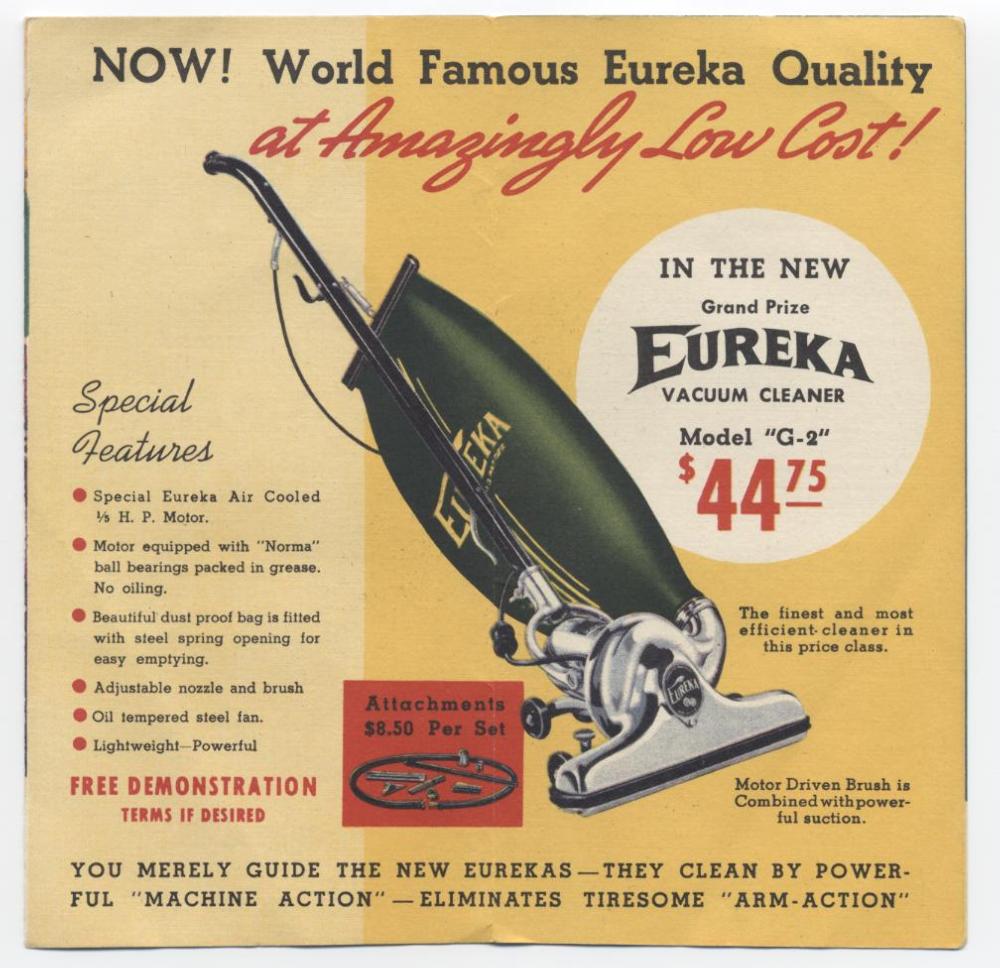 NOW! World Famous Eureka Quality
at Amazingly Low Cost!
IN THE NEW
Grand Prize
EUREKA
VACUUM CLEANER
Model "G-2"
$44 75
Special
Features
Special Eureka Air Cooled
⅓ H. P. Motor.
Motor equipped with "Norma"
ball bearings packed in grease.
No oiling.
Beautiful dust proof bag is fitted
with steel spring opening for
easy emptying.
Adjustable nozzle and brush
Oil tempered steel fan.
Lightweight—Powerful
FREE DEMONSTRATION
TERMS IF DESIRED
EUREKA
Attachments
$8.50 Per Set
EUREKA
The finest and most
efficient cleaner in
this price class.
Motor Driven Brush is
Combined with power-
ful suction.
YOU MERELY GUIDE THE NEW EUREKAS—THEY CLEAN BY POWER-
FUL "MACHINE ACTION"—ELIMINATES TIRESOME "ARM-ACTION"